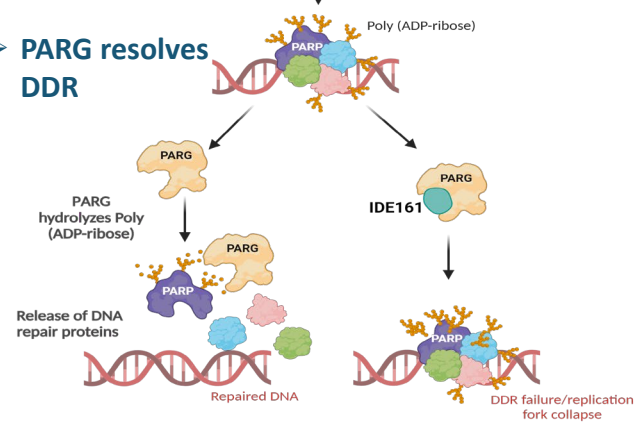 Poly (ADP-ribose)
PARG resolves
DDR
PARP
PARG
PARG
hydrolyzes Poly
(ADP-ribose)
PARG
IDE161
PARG
PARP
Release of DNA
repair proteins
PARP
Repaired DNA
DDR failure/replication
fork collapse